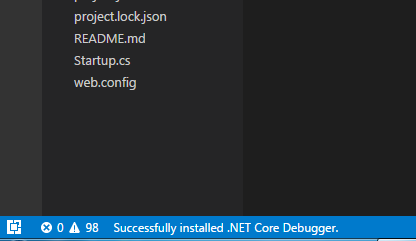 project.lock.json
README.md
Startup.cs
web.config
0 98 Successfully installed .NET Core Debugger.